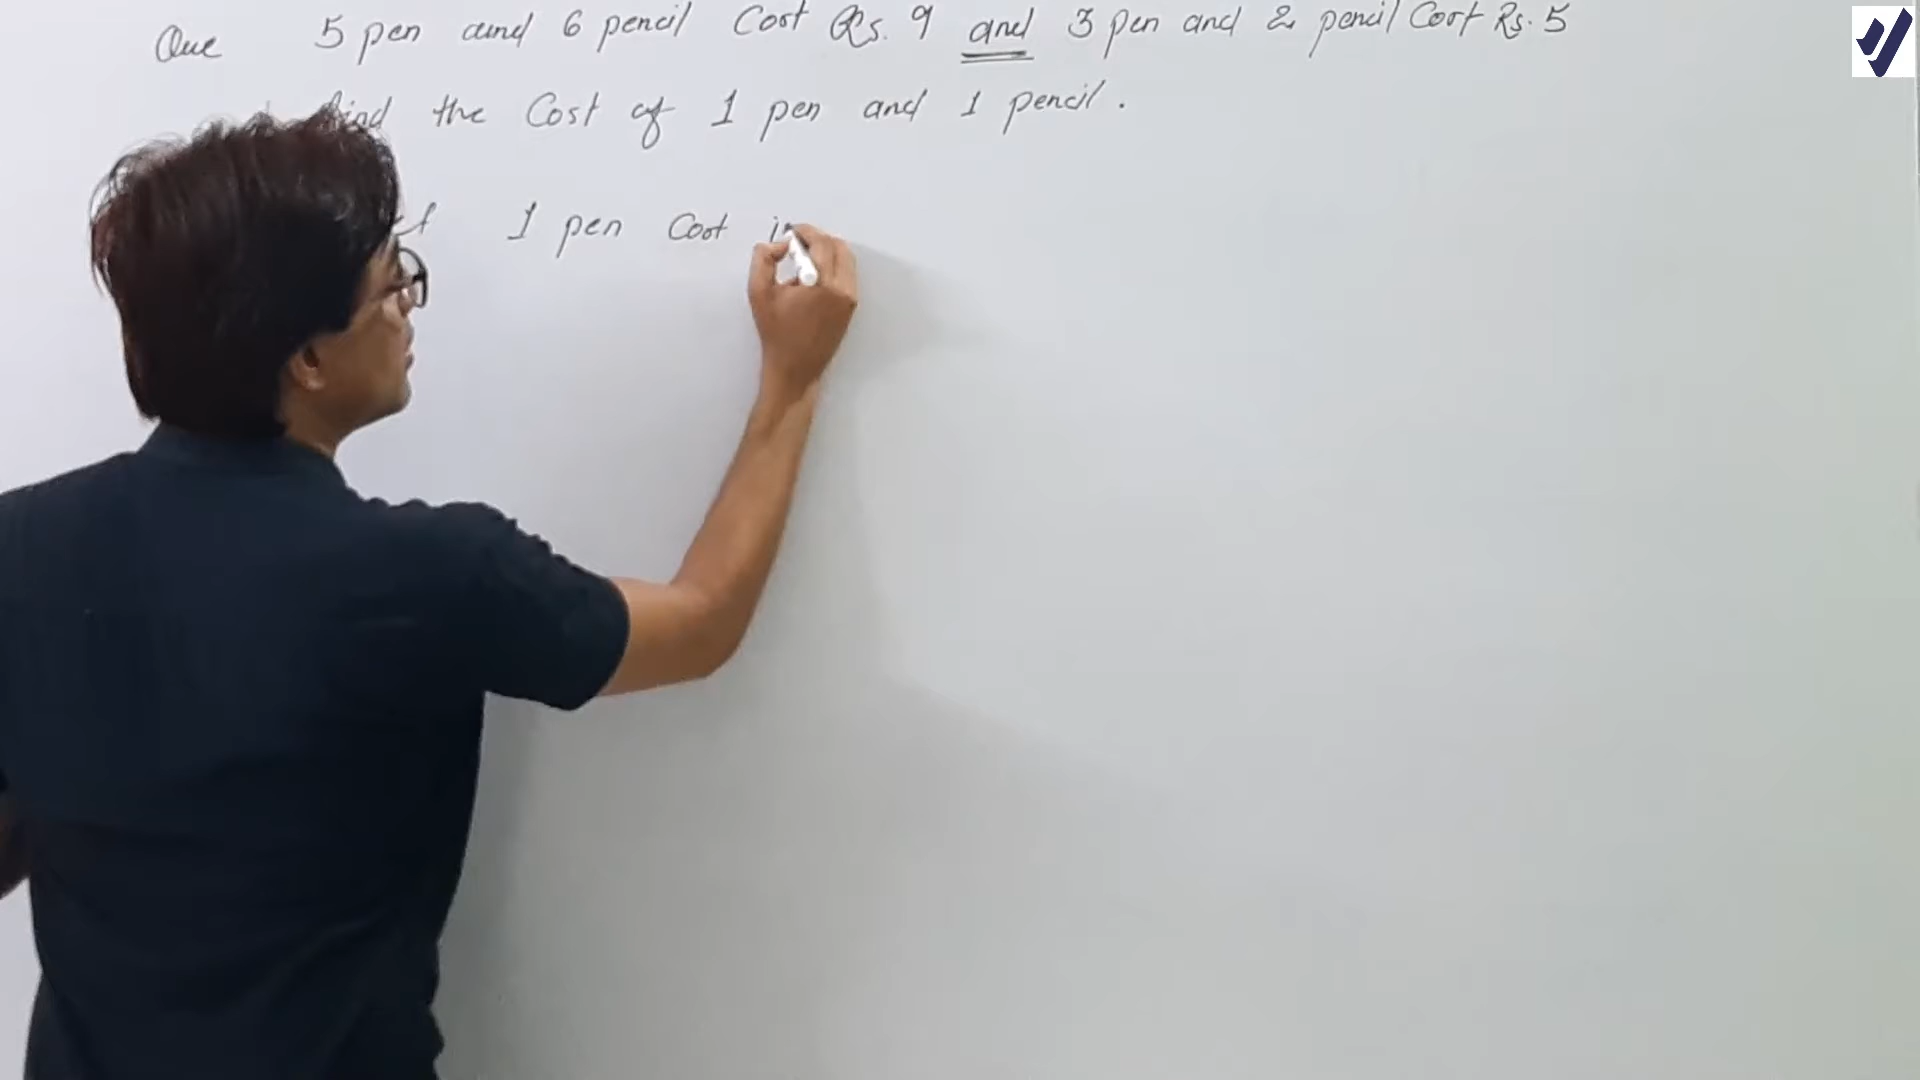 Que 5 pen and 6 pencil Cost Rs. 9 and 3 pen and 2 pencil Cost Rs. 5
find the Cost of 1 pen and 1 pencil.
1 pen Cost